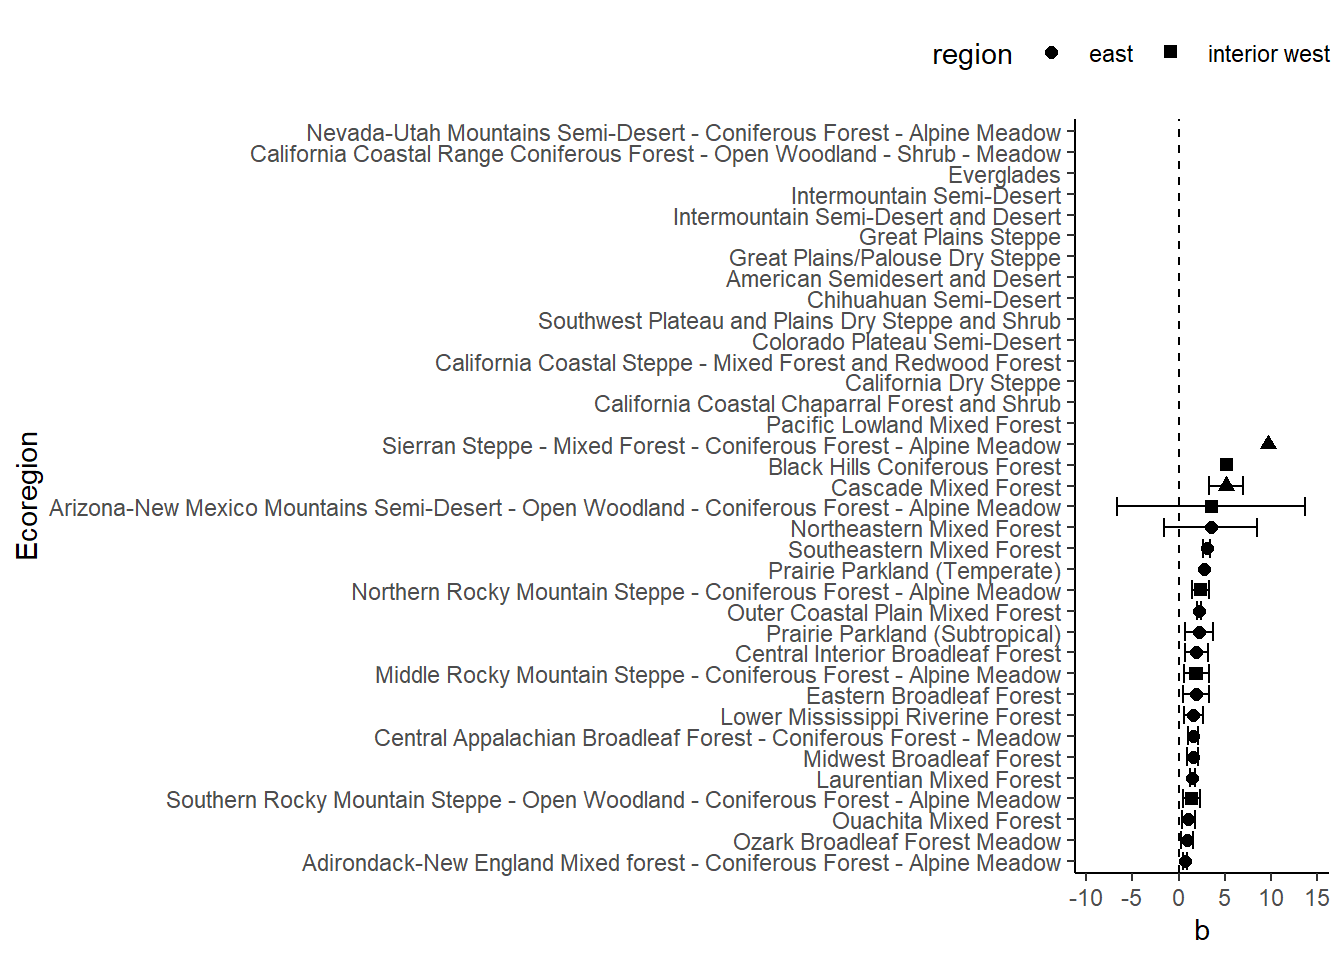 region east interior west
Nevada-Utah Mountains Semi-Desert - Coniferous Forest - Alpine Meadow
California Coastal Range Coniferous Forest - Open Woodland - Shrub - Meadow
Everglades
Intermountain Semi-Desert
Intermountain Semi-Desert and Desert
Great Plains Steppe
Great Plains/Palouse Dry Steppe
American Semidesert and Desert
Chihuahuan Semi-Desert
Southwest Plateau and Plains Dry Steppe and Shrub
Colorado Plateau Semi-Desert
California Coastal Steppe - Mixed Forest and Redwood Forest
California Dry Steppe
California Coastal Chaparral Forest and Shrub
Pacific Lowland Mixed Forest
Sierran Steppe - Mixed Forest - Coniferous Forest - Alpine Meadow
Black Hills Coniferous Forest
Cascade Mixed Forest
Arizona-New Mexico Mountains Semi-Desert - Open Woodland - Coniferous Forest - Alpine Meadow
Northeastern Mixed Forest
Southeastern Mixed Forest
Prairie Parkland (Temperate)
Northern Rocky Mountain Steppe - Coniferous Forest - Alpine Meadow
Outer Coastal Plain Mixed Forest
Prairie Parkland (Subtropical)
Central Interior Broadleaf Forest
Middle Rocky Mountain Steppe - Coniferous Forest - Alpine Meadow
Eastern Broadleaf Forest
Lower Mississippi Riverine Forest
Central Appalachian Broadleaf Forest - Coniferous Forest - Meadow
Midwest Broadleaf Forest
Laurentian Mixed Forest
Southern Rocky Mountain Steppe - Open Woodland - Coniferous Forest - Alpine Meadow
Ouachita Mixed Forest
Ozark Broadleaf Forest Meadow
Adirondack-New England Mixed forest - Coniferous Forest - Alpine Meadow
Ecoregion
-10 -5 0 5 10 15
b